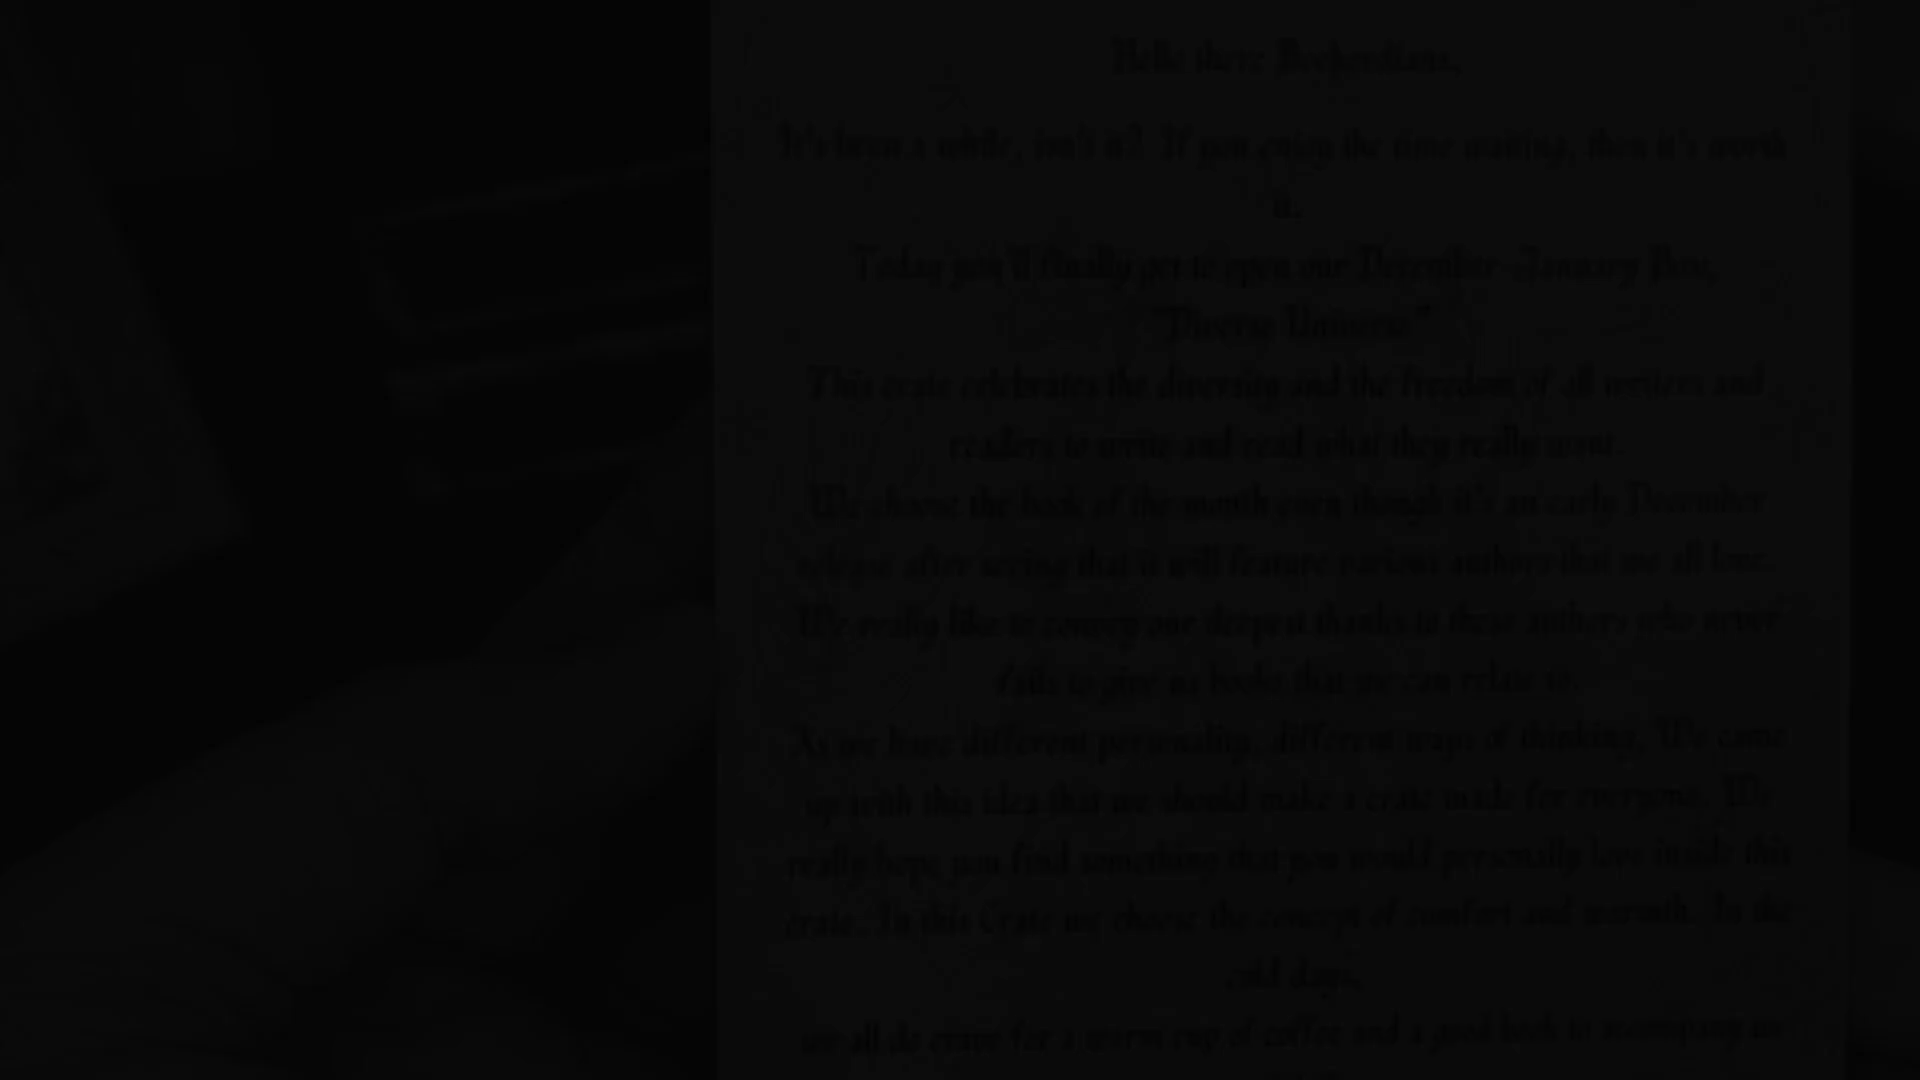 Hello there Bookordians,
It's been a while, isn't it? If you enjoy the time waiting, then it's worth
it.
Today you'll finally get to open our December-January Box,
"Diverse Universe"
This crate celebrates the diversity and the freedom of all writers and
readers to write and read what they really want.
We choose the book of the month even though it's an early December
release after seeing that it will feature various authors that we all love.
We really like to convey our deepest thanks to these authors who never
fails to give us books that we can relate to.
As we have different personality, different ways of thinking, We came
up with this idea that we should make a crate made for everyone. We
really hope you find something that you would personally love inside this
crate. In this Crate we choose the concept of comfort and warmth. In the
cold days,
we all do crave for a warm cup of coffee and a good book to accompany us